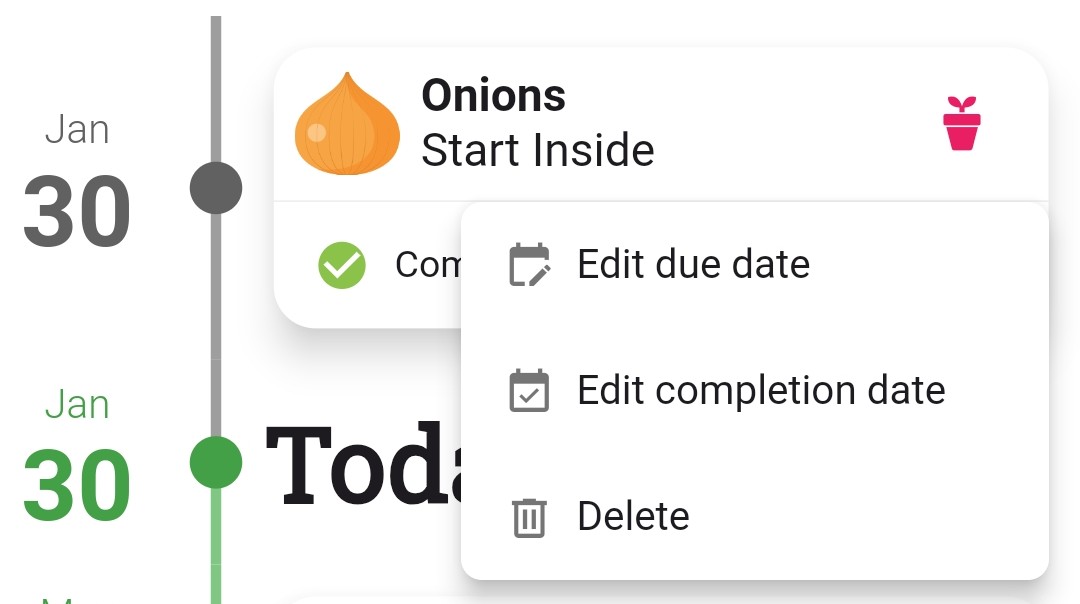 Jan
30
Onions
Start Inside
Edit due date
Edit completion date
Delete
Jan
30